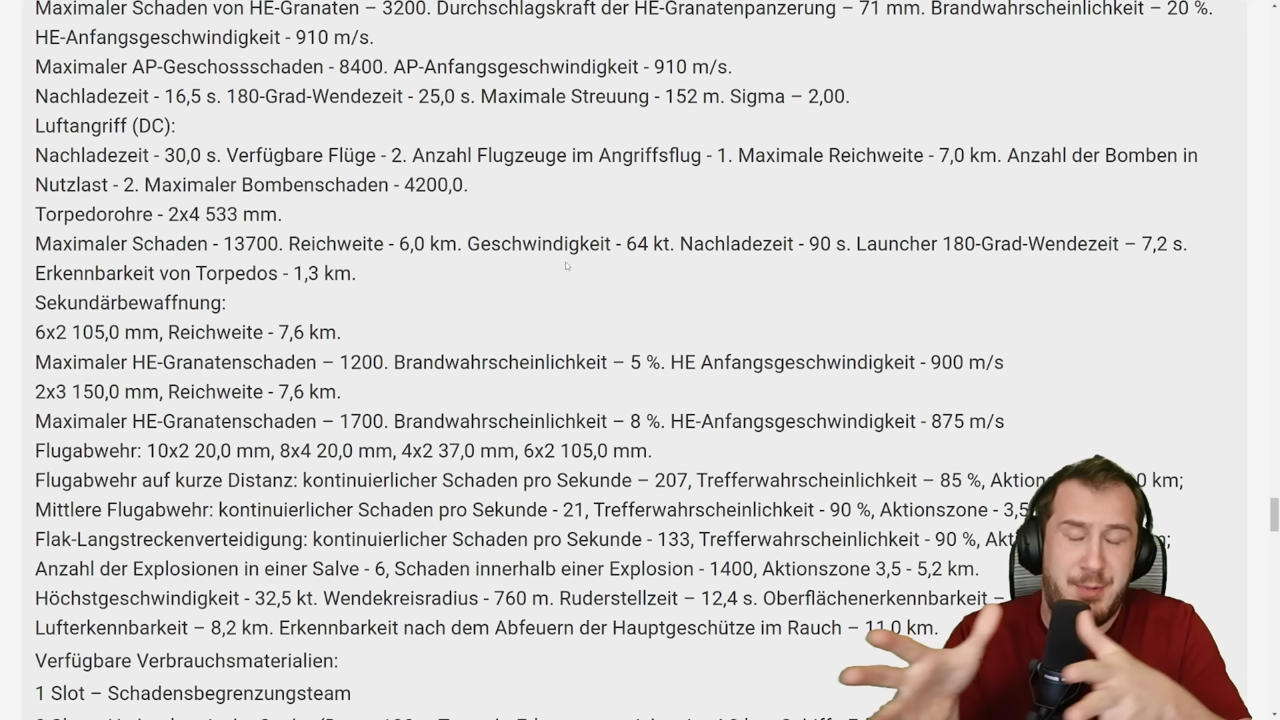 Maximaler Schaden von HE-Granaten – 3200. Durchschlagskraft der HE-Granatenpanzerung – 71 mm. Brandwahrscheinlichkeit – 20 %.
HE-Anfangsgeschwindigkeit - 910 m/s.
Maximaler AP-Geschossschaden - 8400. AP-Anfangsgeschwindigkeit - 910 m/s.
Nachladezeit - 16,5 s. 180-Grad-Wendezeit - 25,0 s. Maximale Streuung - 152 m. Sigma – 2,00.
Luftangriff (DC):
Nachladezeit - 30,0 s. Verfügbare Flüge - 2. Anzahl Flugzeuge im Angriffsflug - 1. Maximale Reichweite - 7,0 km. Anzahl der Bomben in
Nutzlast - 2. Maximaler Bombenschaden - 4200,0.
Torpedorohre - 2x4 533 mm.
Maximaler Schaden - 13700. Reichweite - 6,0 km. Geschwindigkeit - 64 kt. Nachladezeit - 90 s. Launcher 180-Grad-Wendezeit – 7,2 s.
Erkennbarkeit von Torpedos - 1,3 km.
Sekundärbewaffnung:
6x2 105,0 mm, Reichweite - 7,6 km.
Maximaler HE-Granatenschaden – 1200. Brandwahrscheinlichkeit – 5 %. HE Anfangsgeschwindigkeit - 900 m/s
2x3 150,0 mm, Reichweite - 7,6 km.
Maximaler HE-Granatenschaden – 1700. Brandwahrscheinlichkeit – 8 %. HE-Anfangsgeschwindigkeit - 875 m/s
Flugabwehr: 10x2 20,0 mm, 8x4 20,0 mm, 4x2 37,0 mm, 6x2 105,0 mm.
Flugabwehr auf kurze Distanz: kontinuierlicher Schaden pro Sekunde – 207, Trefferwahrscheinlichkeit – 85 %, 0 km;
Mittlere Flugabwehr: kontinuierlicher Schaden pro Sekunde - 21, Trefferwahrscheinlichkeit - 90 %, Aktionszone - 3,5
Flak-Langstreckenverteidigung: kontinuierlicher Schaden pro Sekunde - 133, Trefferwahrscheinlichkeit - 90 %,
Anzahl der Explosionen in einer Salve - 6, Schaden innerhalb einer Explosion - 1400, Aktionszone 3,5 - 5,2 km.
Höchstgeschwindigkeit - 32,5 kt. Wendekreisradius - 760 m. Ruderstellzeit – 12,4 s. Oberflächenerkennbarkeit –
Lufterkennbarkeit – 8,2 km. Erkennbarkeit nach dem Abfeuern der Hauptgeschütze im Rauch – 11,0 km.
Verfügbare Verbrauchsmaterialien:
1 Slot – Schadensbegrenzungsteam